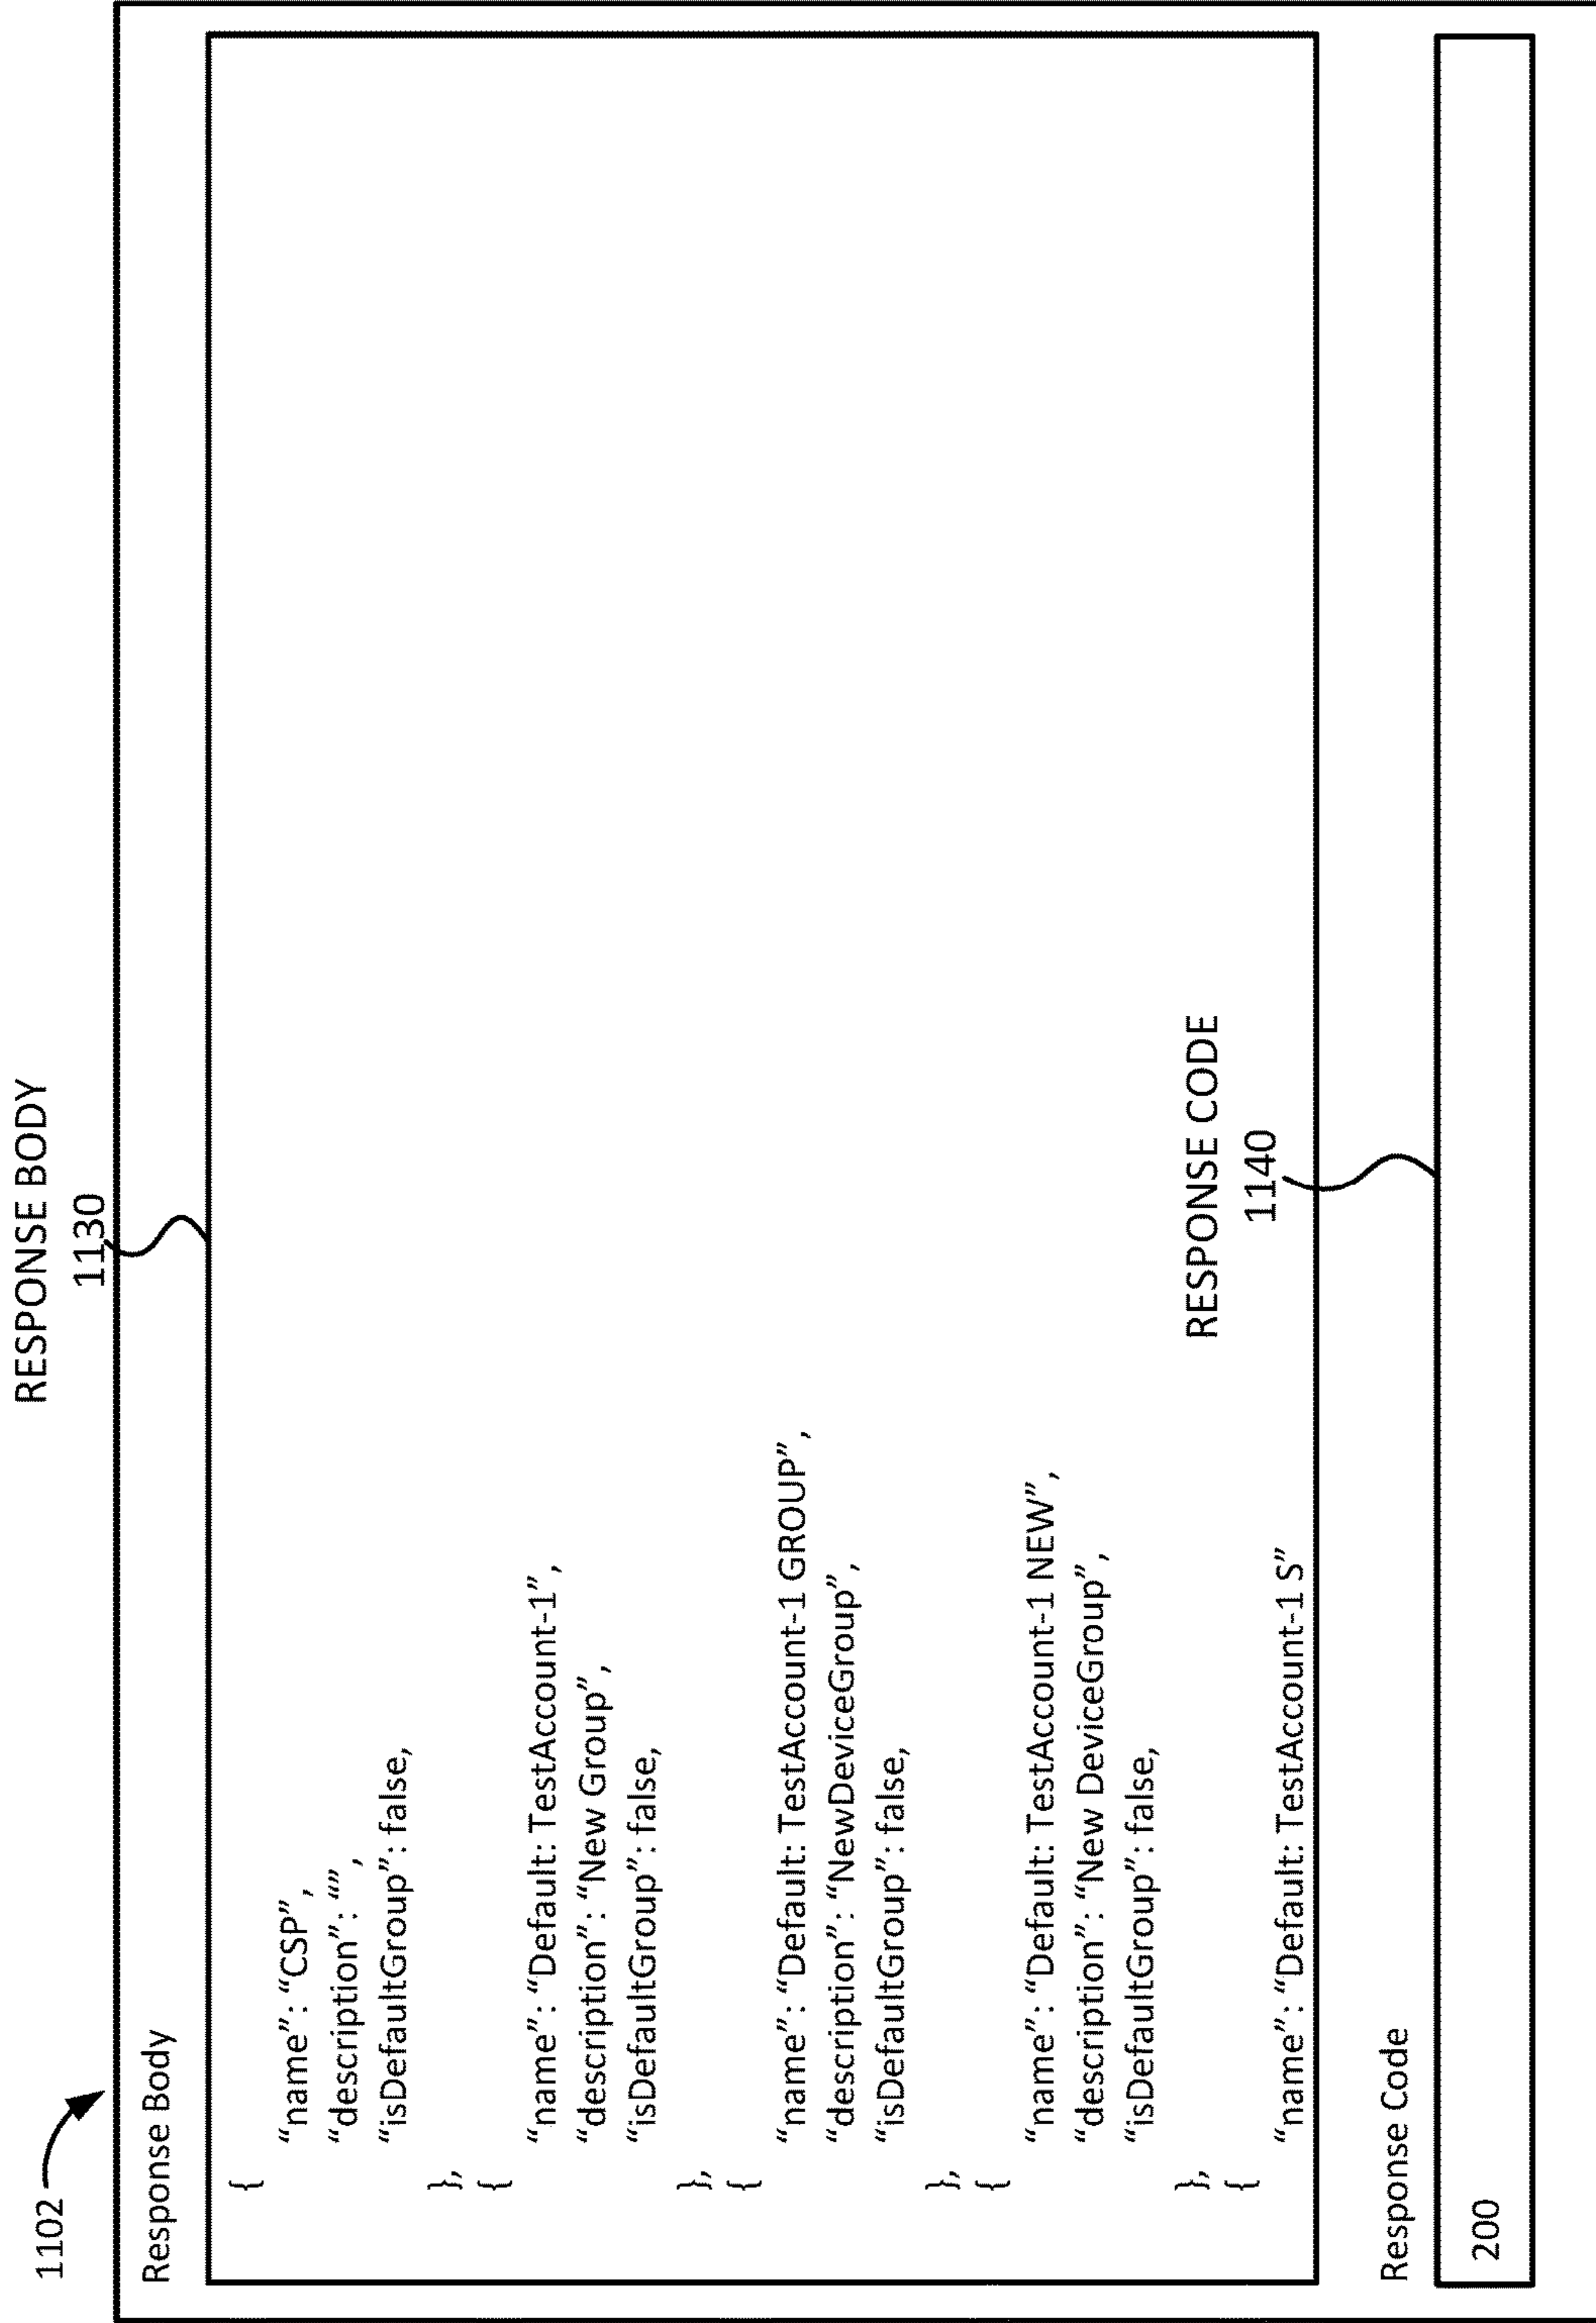 1102
RESPONSE BODY
1130
Response Body
{
“name”: “CSP”,
“description”: “”,
“isDefaultGroup”: false,
},
{
“name”: “Default: TestAccount-1”,
“description”: “New Group”,
“isDefaultGroup”: false,
},
{
“name”: “Default: TestAccount-1 GROUP”,
“description”: “NewDeviceGroup”,
“isDefaultGroup”: false,
},
{
“name”: “Default: TestAccount-1 NEW”,
“description”: “New DeviceGroup”,
“isDefaultGroup”: false,
},
{
“name”: “Default: TestAccount-1 S”
RESPONSE CODE
1140
Response Code
200